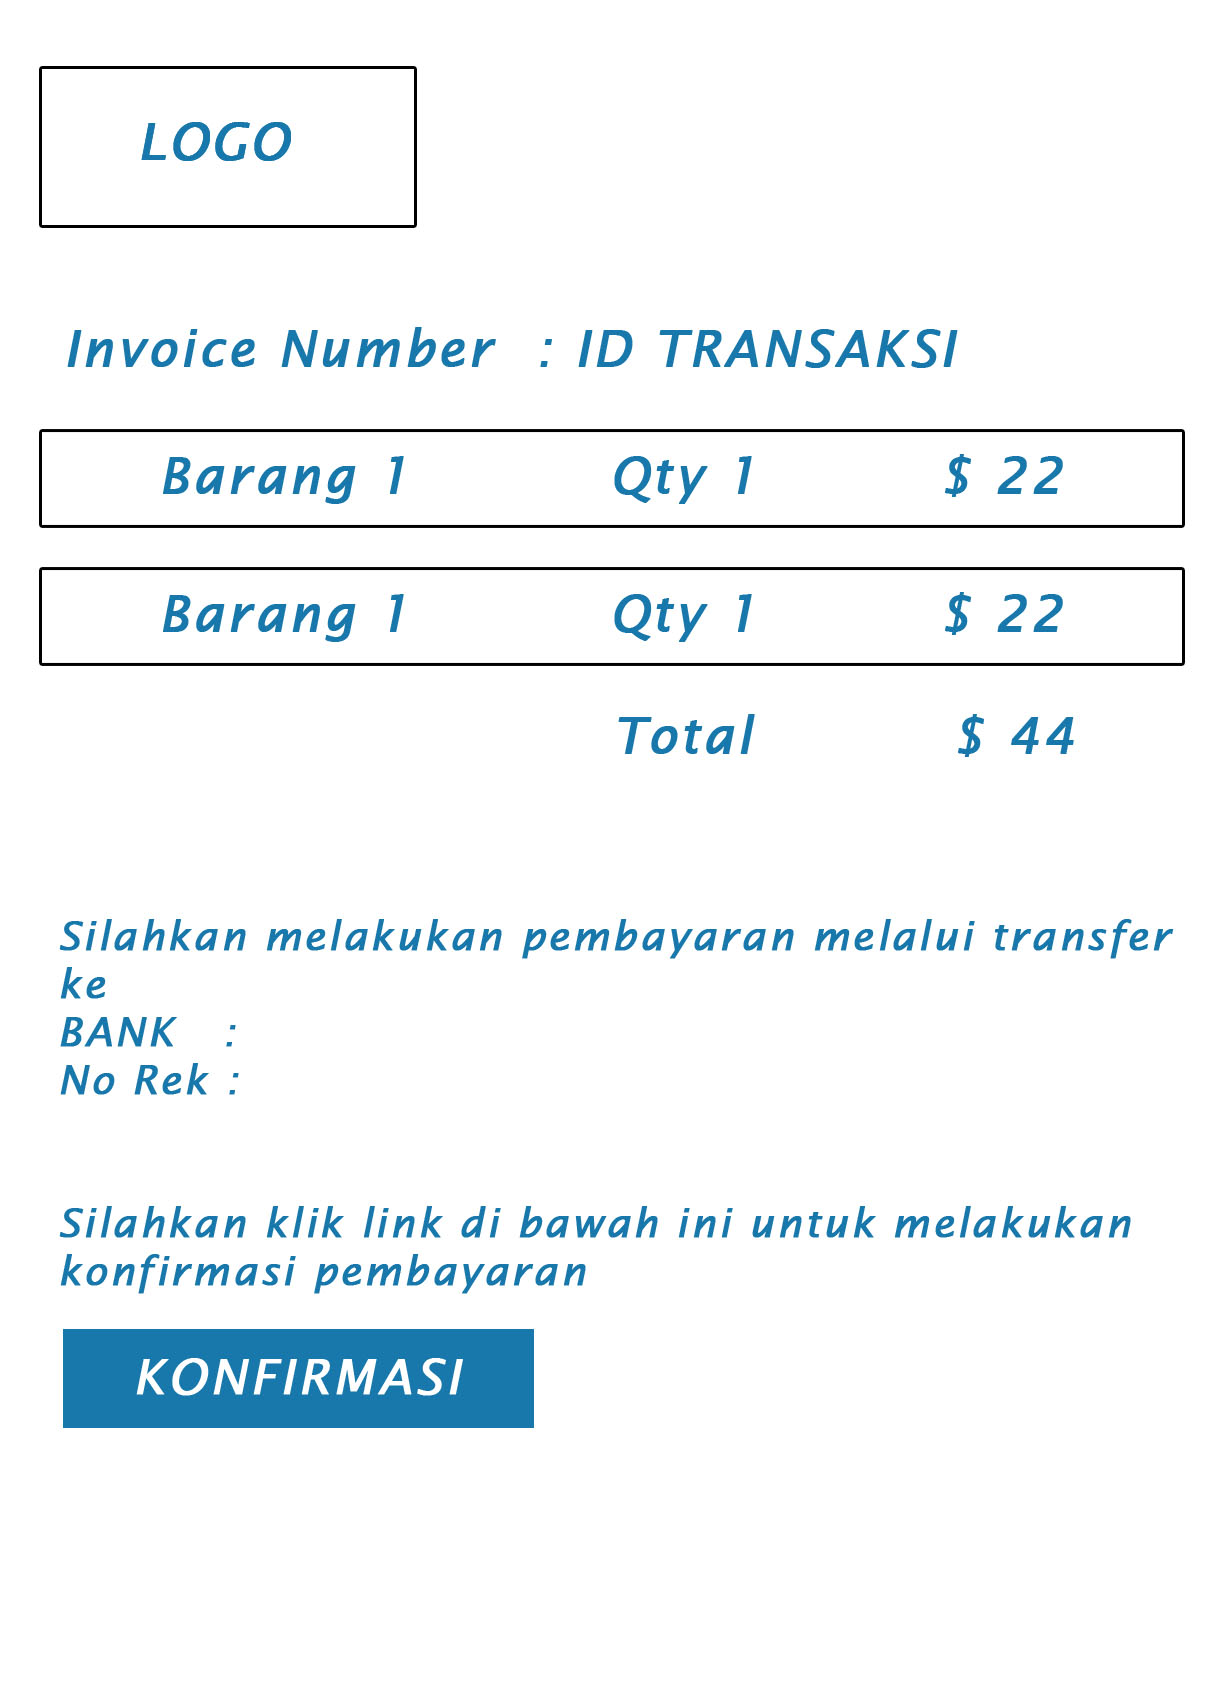 LOGO
Invoice Number : ID TRANSAKSI
Barang 1 Qty 1 $ 22
Barang 1 Qty 1 $ 22
Total $ 44
Silahkan melakukan pembayaran melalui transfer
ke
BANK :
No Rek :
Silahkan klik link di bawah ini untuk melakukan
konfirmasi pembayaran
KONFIRMASI